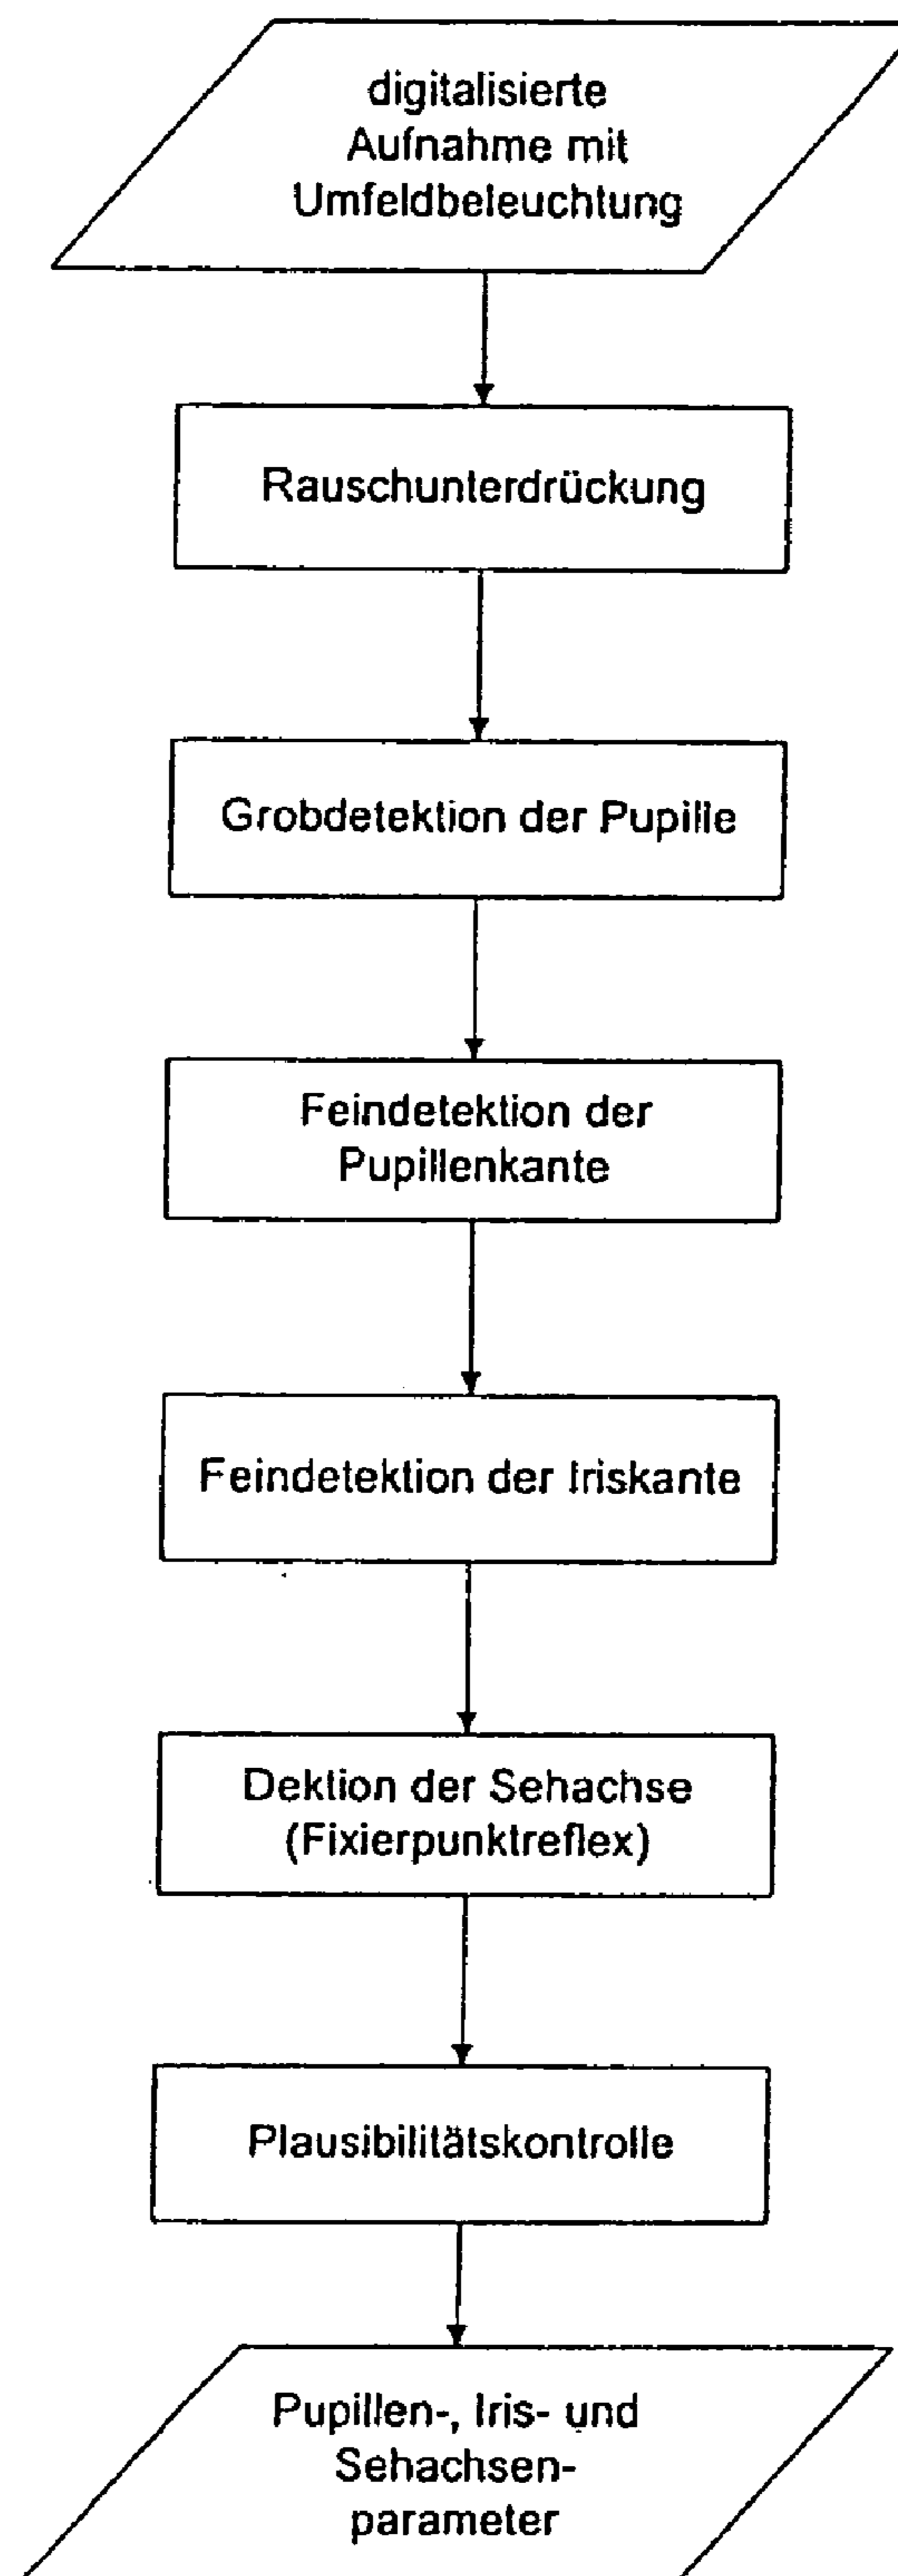 digitalisierte
Aufnahme mit
Umfeldbeleuchtung
Rauschunterdrückung
Grobdetektion der Pupille
Feindetektion der
Pupillenkante
Feindetektion der Iriskante
Dektion der Sehachse
(Fixierpunktreflex)
Plausibilitätskontrolle
Pupillen-, Iris- und
Sehachsen-
parameter